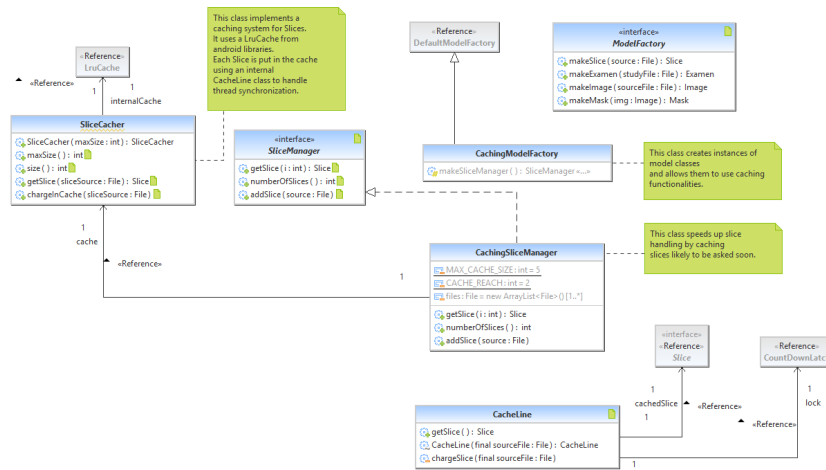 This class implements a
caching system for Slices.
It uses a LruCache from
android libraries.
Each Slice is put in the cache
using an internal
CacheLine class to handle
thread synchronization.
«Reference»
LruCache
«Reference»
1
1
internalCache
«Reference»
DefaultModelFactory
«interface»
ModelFactory
makeSlice ( source : File ) : Slice
makeExamen ( studyFile : File ) : Examen
makeImage ( sourceFile : File ) : Image
makeMask ( img : Image ) : Mask
SliceCacher
SliceCacher ( maxSize : int ) : SliceCacher
maxSize ( ) : int
size ( ) : int
getSlice ( sliceSource : File ) : Slice
chargeInCache ( sliceSource : File )
«interface»
SliceManager
getSlice ( i : int ) : Slice
numberOfSlices ( ) : int
addSlice ( source : File )
CachingModelFactory
makeSliceManager ( ) : SliceManager «...»
This class creates instances of
model classes
and allows them to use caching
functionalities.
1
cache
«Reference»
1
CachingSliceManager
MAX_CACHE_SIZE : int = 5
CACHE_REACH : int = 2
files : File = new ArrayList<File>() [1..*]
getSlice ( i : int ) : Slice
numberOfSlices ( ) : int
addSlice ( source : File )
This class speeds up slice
handling by caching
slices likely to be asked soon.
«interface»
«Reference»
Slice
«Reference»
CountDownLatc
1
cachedSlice
1
«Reference»
«Reference»
1
lock
1
CacheLine
getSlice ( ) : Slice
CacheLine ( final sourceFile : File ) : CacheLine
chargeSlice ( final sourceFile : File )